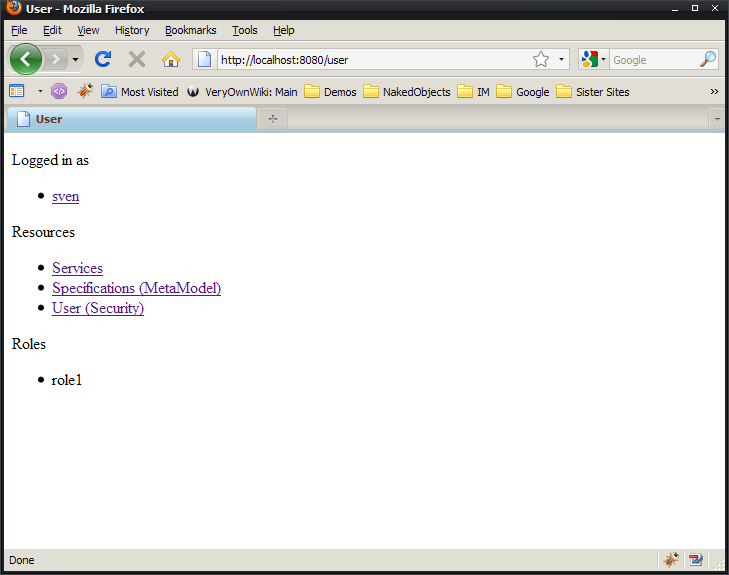 User - Mozilla Firefox
File Edit View History Bookmarks Tools Help
http://localhost:8080/user
Google
Most Visited VeryOwnWiki: Main Demos NakedObjects IM Google Sister Sites
User
Logged in as
sven
Resources
Services
Specifications (MetaModel)
User (Security)
Roles
role1
Done